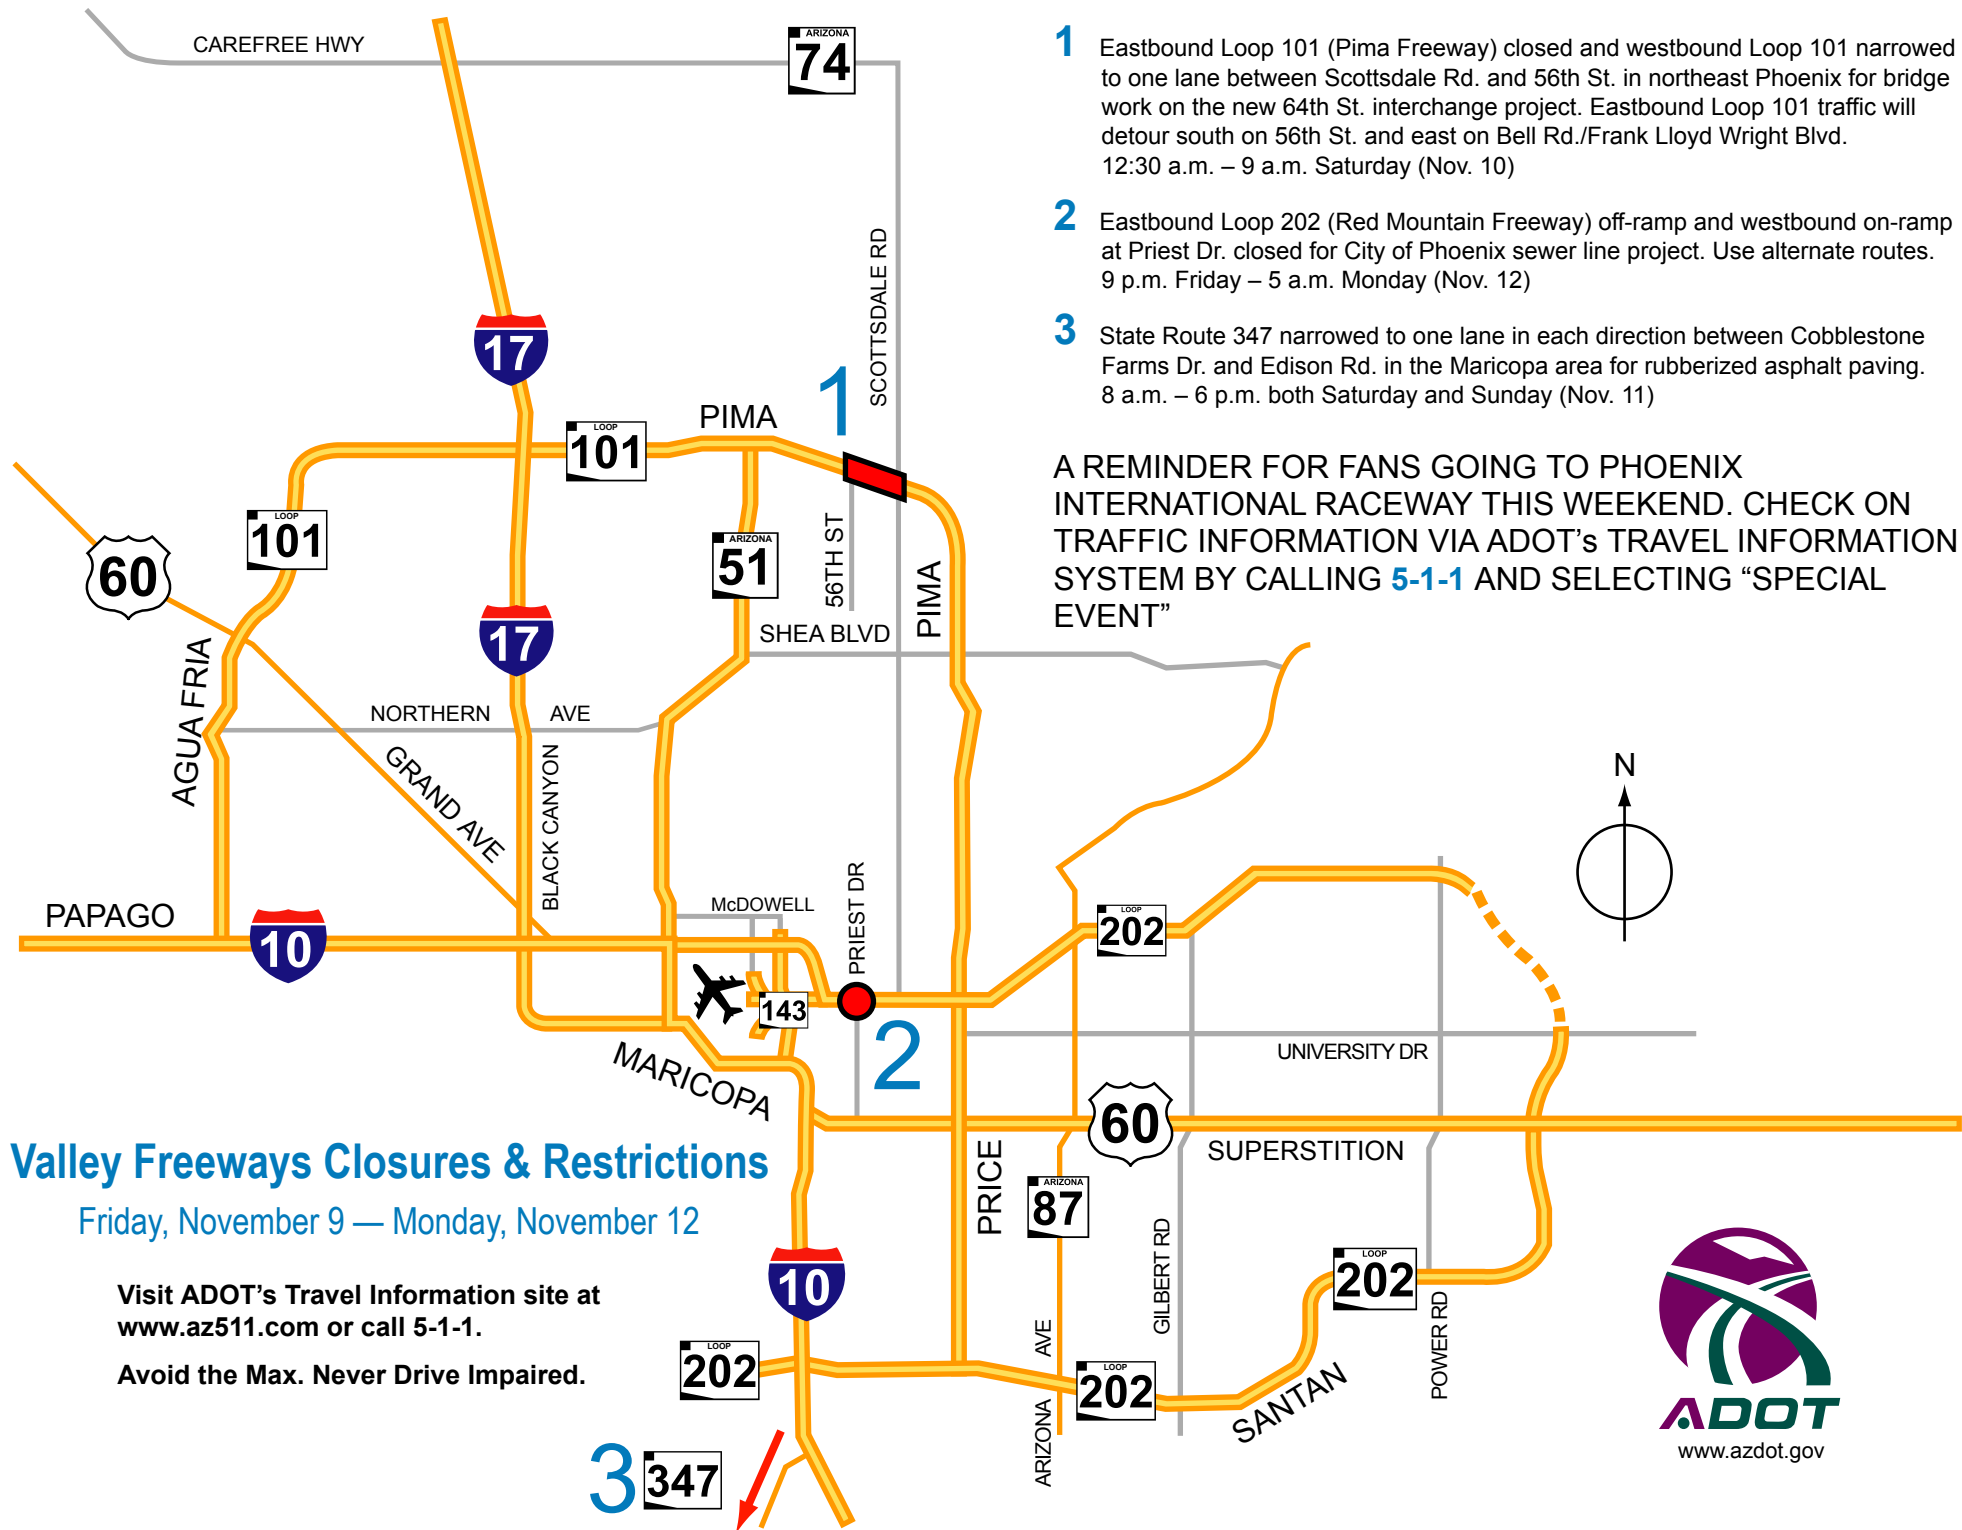 CAREFREE HWY
ARIZONA
74
1 Eastbound Loop 101 (Pima Freeway) closed and westbound Loop 101 narrowed
to one lane between Scottsdale Rd. and 56th St. in northeast Phoenix for bridge
work on the new 64th St. interchange project. Eastbound Loop 101 traffic will
detour south on 56th St. and east on Bell Rd./Frank Lloyd Wright Blvd.
12:30 a.m. – 9 a.m. Saturday (Nov. 10)
2 Eastbound Loop 202 (Red Mountain Freeway) off-ramp and westbound on-ramp
at Priest Dr. closed for City of Phoenix sewer line project. Use alternate routes.
9 p.m. Friday – 5 a.m. Monday (Nov. 12)
3 State Route 347 narrowed to one lane in each direction between Cobblestone
Farms Dr. and Edison Rd. in the Maricopa area for rubberized asphalt paving.
8 a.m. – 6 p.m. both Saturday and Sunday (Nov. 11)
A REMINDER FOR FANS GOING TO PHOENIX
INTERNATIONAL RACEWAY THIS WEEKEND. CHECK ON
TRAFFIC INFORMATION VIA ADOT's TRAVEL INFORMATION
SYSTEM BY CALLING 5-1-1 AND SELECTING “SPECIAL
EVENT”
SCOTTSDALE RD
17
1
PIMA
LOOP
101
LOOP
101
60
ARIZONA
51
56TH ST
PIMA
17
SHEA BLVD
AGUA FRIA
NORTHERN AVE
GRAND AVE
BLACK CANYON
N
PAPAGO
10
McDOWELL
PRIEST DR
LOOP
202
143
2
UNIVERSITY DR
MARICOPA
60
SUPERSTITION
PRICE
ARIZONA
87
GILBERT RD
Valley Freeways Closures & Restrictions
Friday, November 9 — Monday, November 12
Visit ADOT's Travel Information site at
www.az511.com or call 5-1-1.
Avoid the Max. Never Drive Impaired.
10
LOOP
202
LOOP
202
POWER RD
LOOP
202
ARIZONA AVE
SANTAN
3
347
ADOT
www.azdot.gov